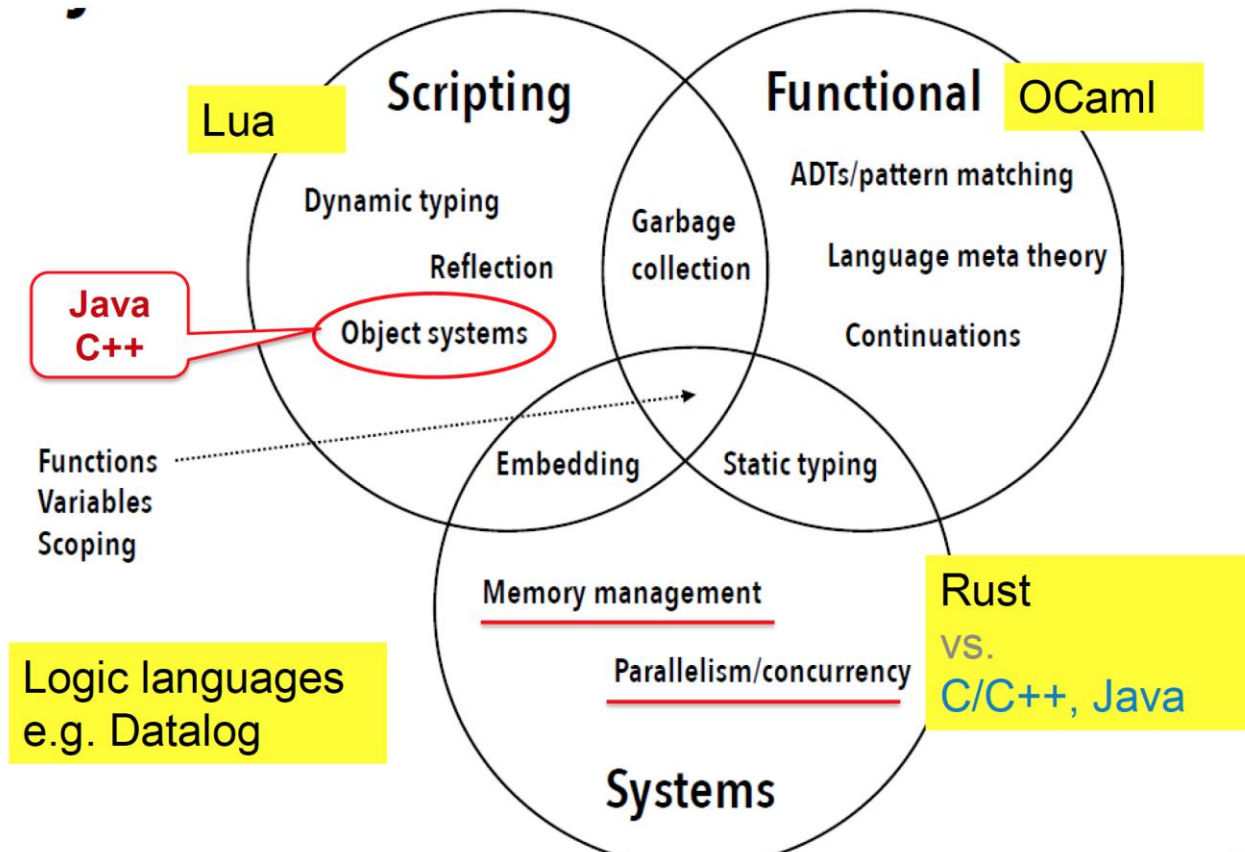 Scripting
Functional
Lua
OCaml
Dynamic typing
Reflection
Object systems
Java
C++
Garbage
collection
ADTs/pattern matching
Language meta theory
Continuations
Functions
Variables
Scoping
Embedding
Static typing
Memory management
Parallelism/concurrency
Systems
Rust
vs.
C/C++, Java
Logic languages
e.g. Datalog